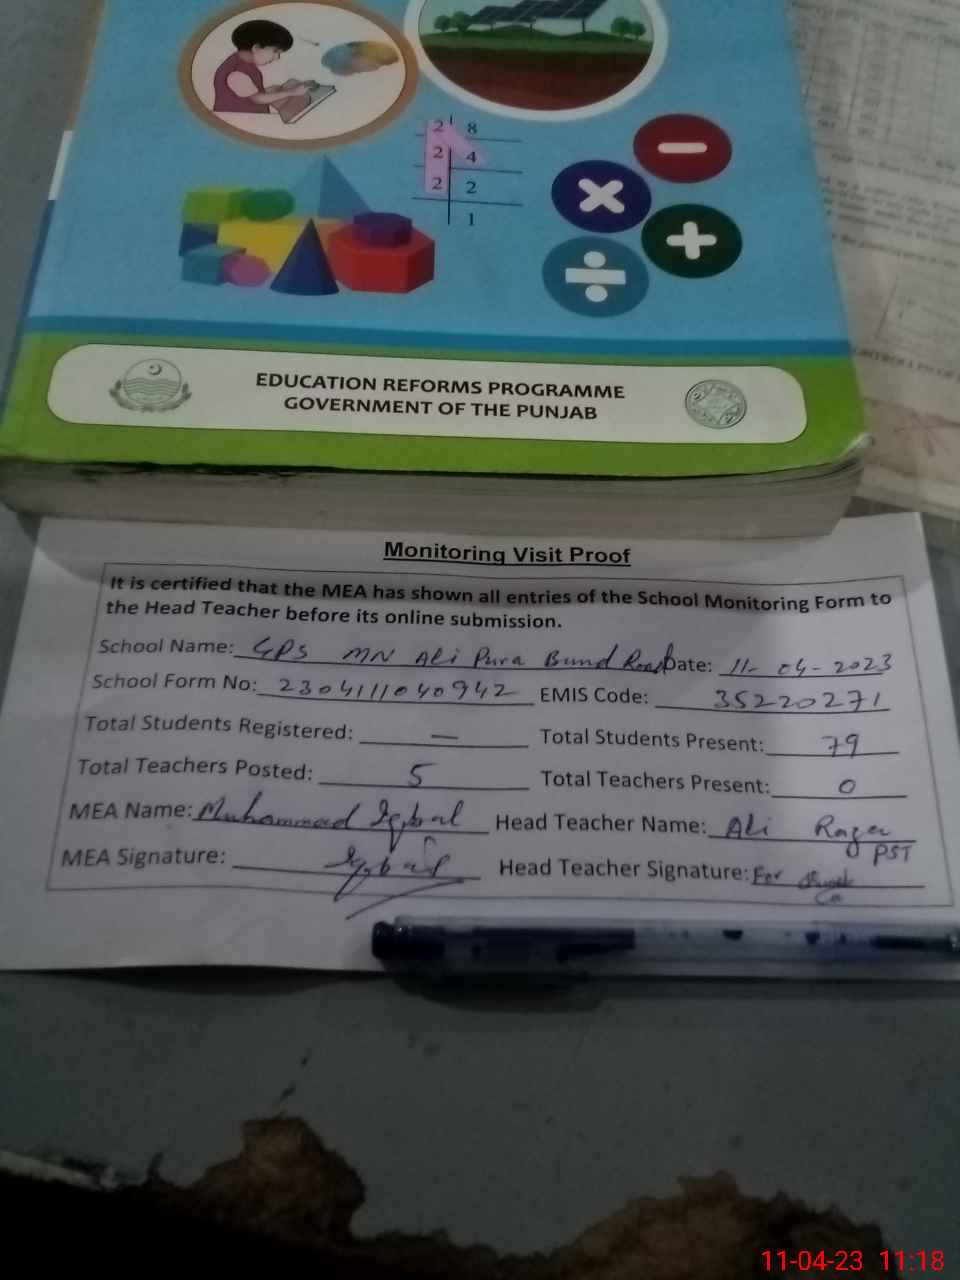 2 8
2 4
2 2
1
EDUCATION REFORMS PROGRAMME
GOVERNMENT OF THE PUNJAB
Monitoring Visit Proof
It is certified that the MEA has shown all entries of the School Monitoring Form to
the Head Teacher before its online submission.
School Name: GPS MN Ali Pura Bund Road Date: 11-04-2023
School Form No: 2304111040942 EMIS Code: 35220271
Total Students Registered: — Total Students Present: 79
Total Teachers Posted: 5 Total Teachers Present: 0
MEA Name: Muhammad Iqbal Head Teacher Name: Ali Raza
PST
MEA Signature: Iqbal Head Teacher Signature: For
11-04-23 11:18